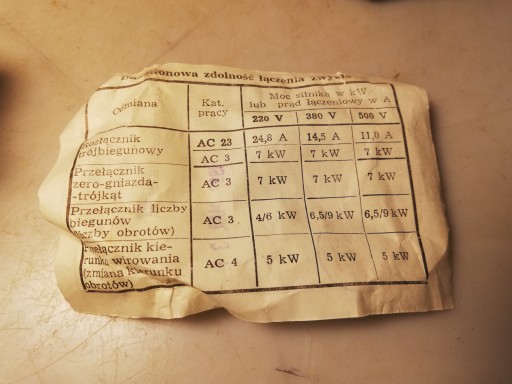 zdolność łączenia
Odmiana
Kat.
pracy
Moc silnika w kW
lub prąd łączeniowy w A
220 V 380 V 500 V
Rozłącznik
trójbiegunowy
AC 23 24,8 A 14,5 A 11,0 A
AC 3 7 kW 7 kW 7 kW
Przełącznik
zero-gniazda-
-trójkąt
AC 3 7 kW 7 kW 7 kW
Przełącznik liczby
biegunów
(liczby obrotów)
AC 3 4/6 kW 6,5/9 kW 6,5/9 kW
Przełącznik kie-
runku wirowania
(zmiana kierunku
obrotów)
AC 4 5 kW 5 kW 5 kW